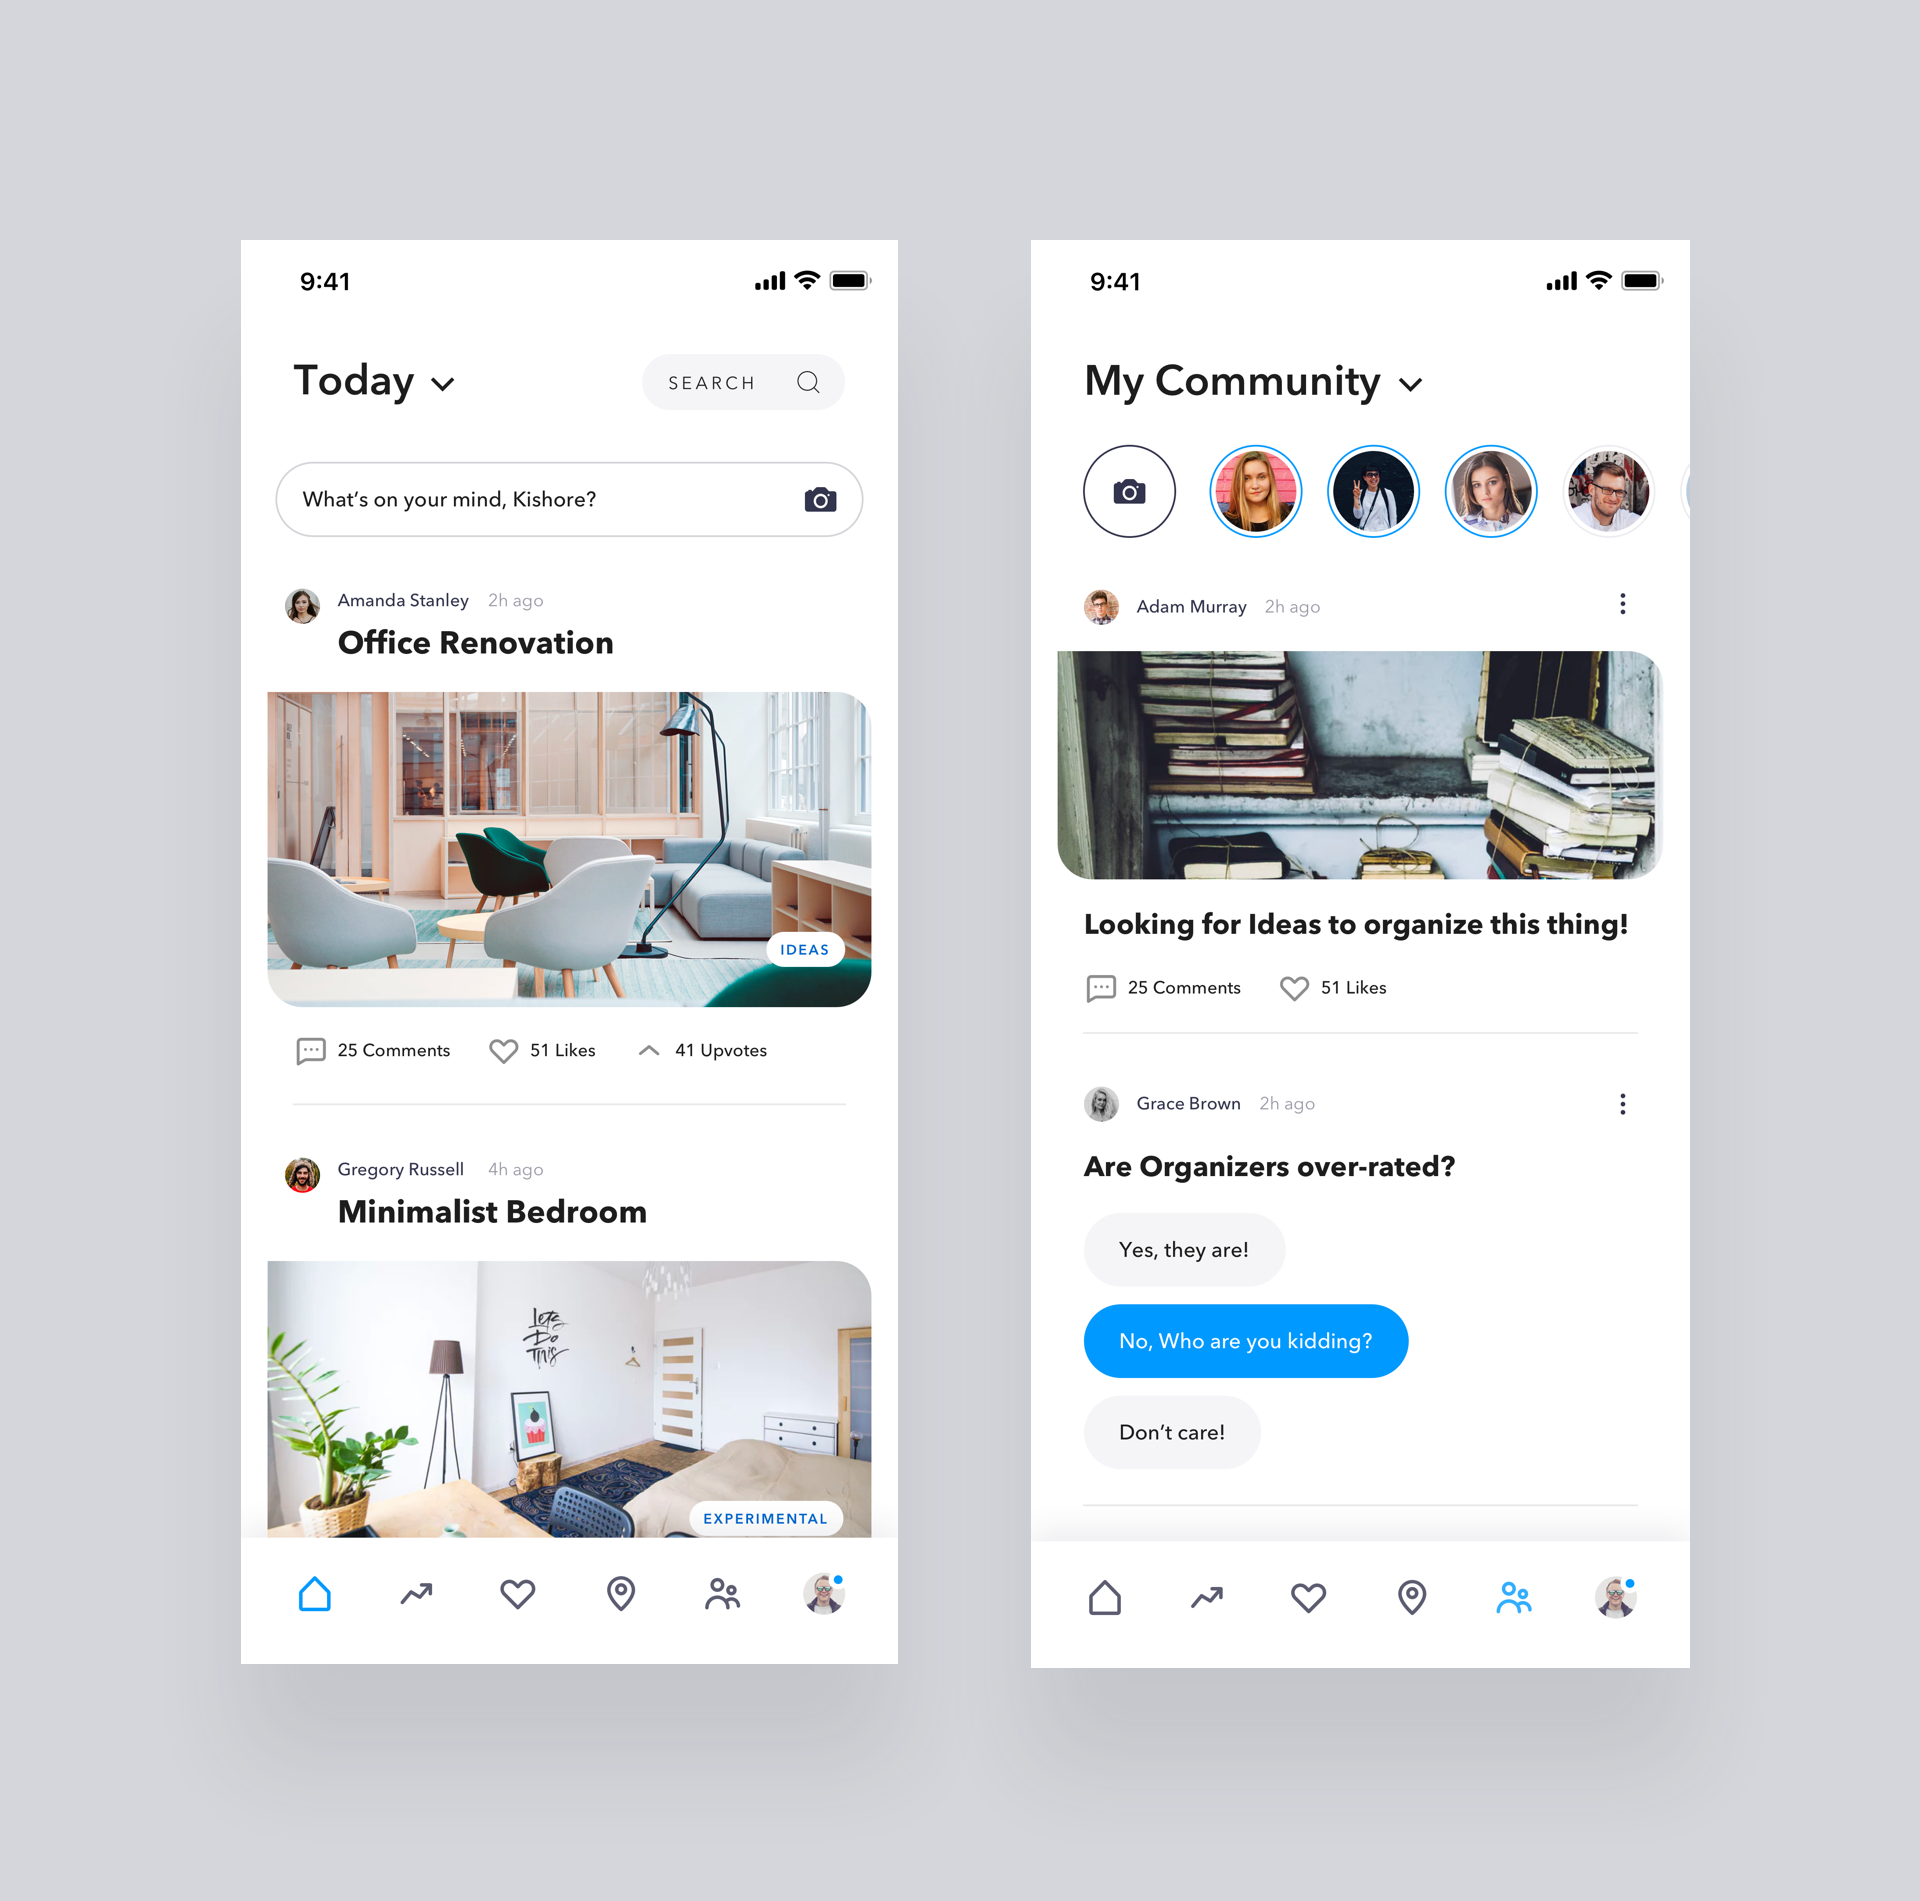 9:41
Today
SEARCH
What’s on your mind, Kishore?
Amanda Stanley 2h ago
Office Renovation
IDEAS
25 Comments 51 Likes 41 Upvotes
Gregory Russell 4h ago
Minimalist Bedroom
Lets
Do
This
EXPERIMENTAL
9:41
My Community
Adam Murray 2h ago
Looking for Ideas to organize this thing!
25 Comments 51 Likes
Grace Brown 2h ago
Are Organizers over-rated?
Yes, they are!
No, Who are you kidding?
Don’t care!